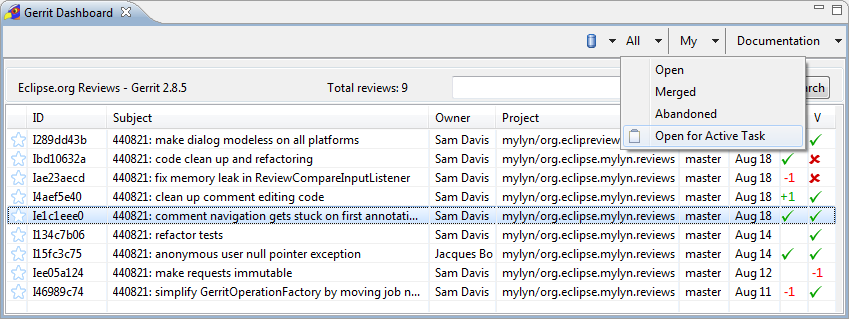 Gerrit Dashboard
All My Documentation
Open
Merged
Abandoned
Open for Active Task
Eclipse.org Reviews - Gerrit 2.8.5 Total reviews: 9
ID Subject Owner Project V
I289dd43b 440821: make dialog modeless on all platforms Sam Davis mylyn/org.eclipreview
Ibd10632a 440821: code clean up and refactoring Sam Davis mylyn/org.eclipse.mylyn.reviews master Aug 18
Iae23aecd 440821: fix memory leak in ReviewCompareInputListener Sam Davis mylyn/org.eclipse.mylyn.reviews master Aug 18 -1
I4aef5e40 440821: clean up comment editing code Sam Davis mylyn/org.eclipse.mylyn.reviews master Aug 18 +1
Ie1c1eee0 440821: comment navigation gets stuck on first annotati... Sam Davis mylyn/org.eclipse.mylyn.reviews master Aug 18
I134c7b06 440821: refactor tests Sam Davis mylyn/org.eclipse.mylyn.reviews master Aug 14
I15fc3c75 440821: anonymous user null pointer exception Jacques Bo mylyn/org.eclipse.mylyn.reviews master Aug 14
Iee05a124 440821: make requests immutable Sam Davis mylyn/org.eclipse.mylyn.reviews master Aug 12 -1
I46989c74 440821: simplify GerritOperationFactory by moving job n... Sam Davis mylyn/org.eclipse.mylyn.reviews master Aug 11 -1